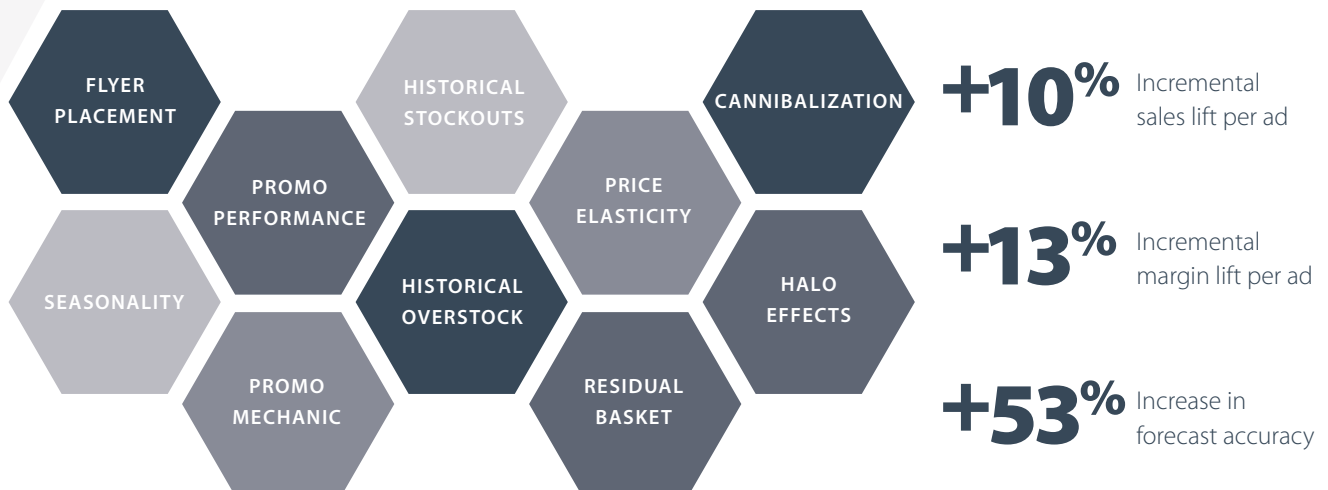 FLYER
PLACEMENT
HISTORICAL
STOCKOUTS
CANNIBALIZATION
PROMO
PERFORMANCE
PRICE
ELASTICITY
SEASONALITY
HISTORICAL
OVERSTOCK
HALO
EFFECTS
PROMO
MECHANIC
RESIDUAL
BASKET
+10%
Incremental
sales lift per ad
+13%
Incremental
margin lift per ad
+53%
Increase in
forecast accuracy